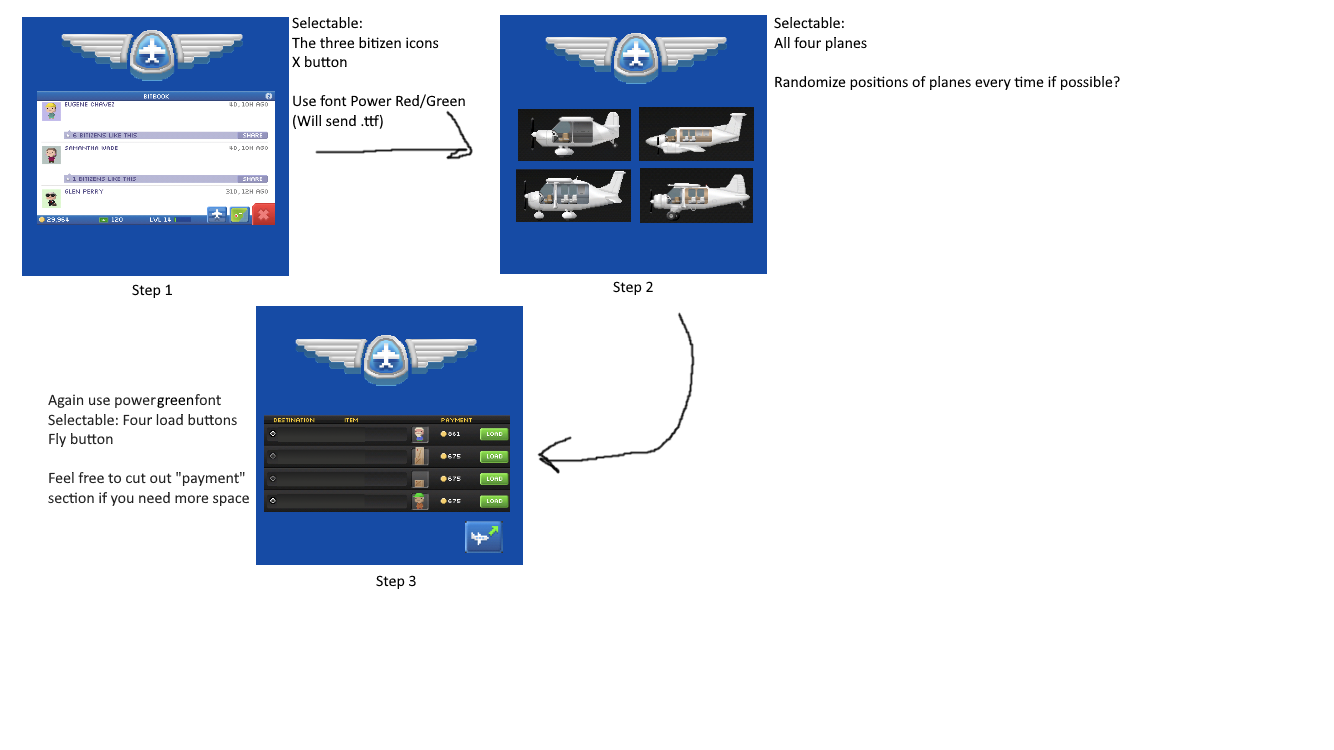 Selectable:
The three bitizen icons
X button
Use font Power Red/Green
(Will send .ttf)
BITBOOK
EUGENE CHAVEZ 4D, 10H AGO
6 BITIZENS LIKE THIS SHARE
SAMANTHA WADE 4D, 10H AGO
1 BITIZENS LIKE THIS SHARE
GLEN PERRY 31D, 12H AGO
29,964 120 LVL 14
Step 1
Selectable:
All four planes
Randomize positions of planes every time if possible?
Step 2
Again use powergreenfont
Selectable: Four load buttons
Fly button
Feel free to cut out "payment"
section if you need more space
DESTINATION ITEM PAYMENT
861 LOAD
675 LOAD
675 LOAD
675 LOAD
Step 3